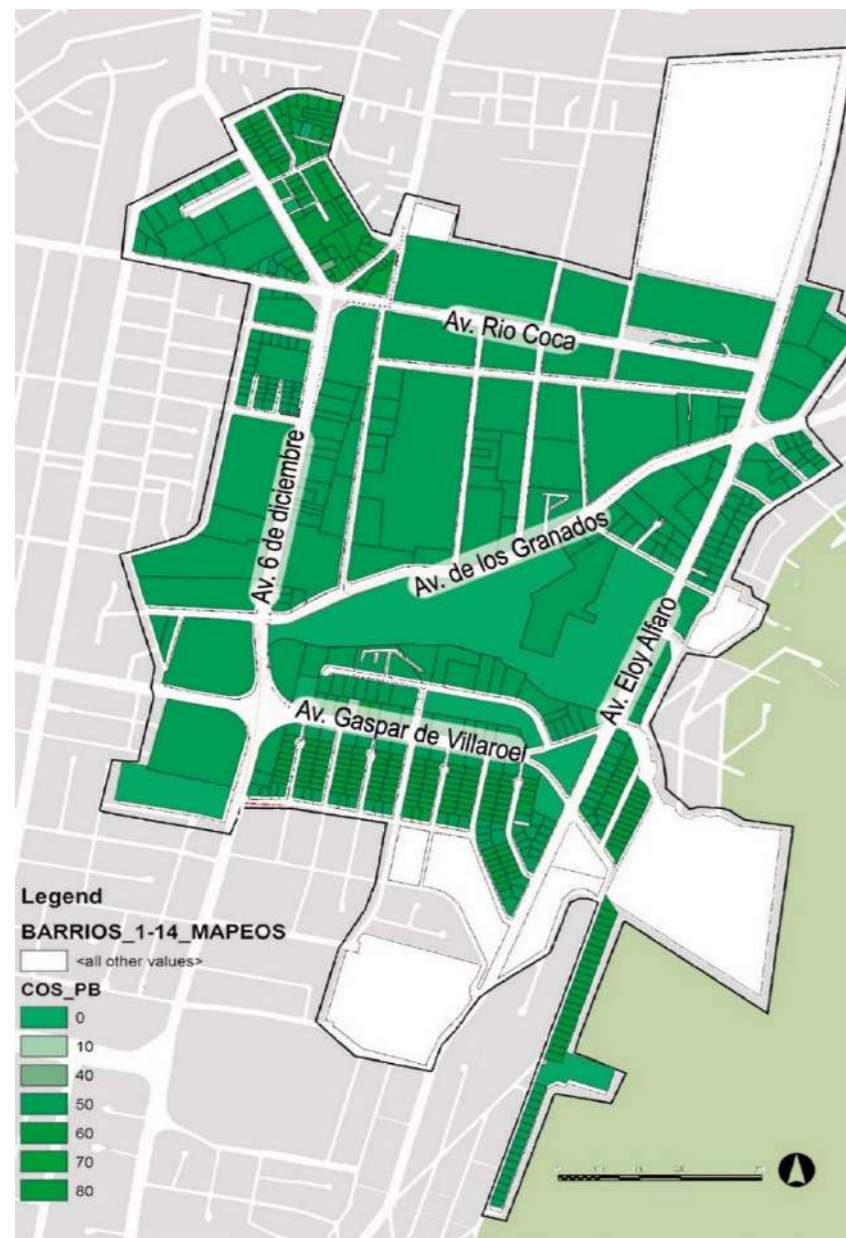 Av. Rio Coca
Av. 6 de diciembre
Av. de los Granados
Av. Eloy Alfaro
Av. Gaspar de Villaroel
Legend
BARRIOS_1-14_MAPEOS
<all other values>
COS_PB
0
10
40
50
60
70
80